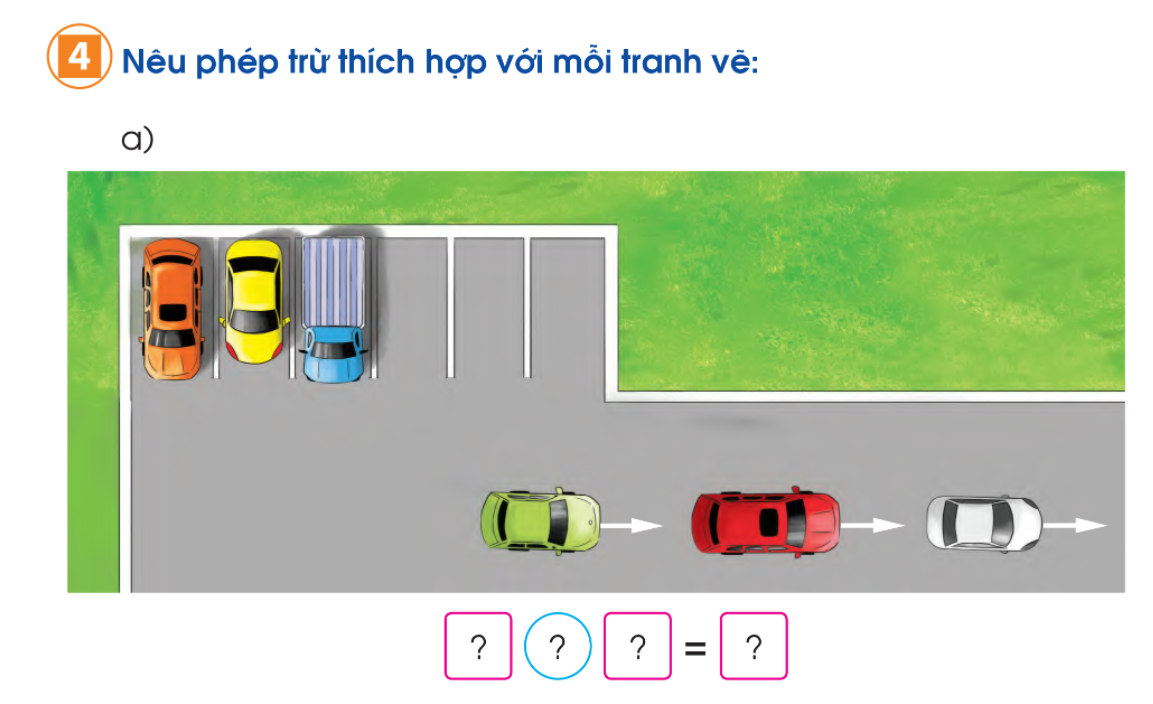 4 Nêu phép trừ thích hợp với mỗi tranh vẽ:
a)
? ? ? = ?